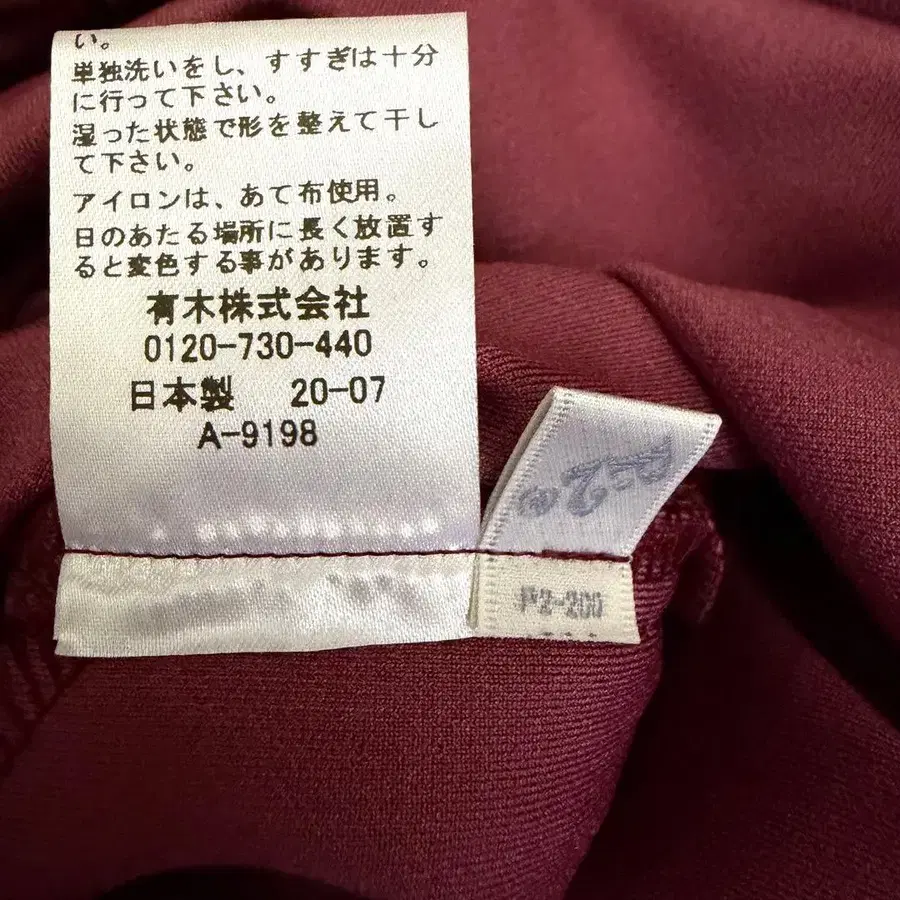 い。
単独洗いをし、すすぎは十分
に行って下さい。
湿った状態で形を整えて干し
て下さい。
アイロンは、あて布使用。
日のあたる場所に長く放置す
ると変色する事があります。
有木株式会社
0120-730-440
日本製 20-07
A-9198
P2-200